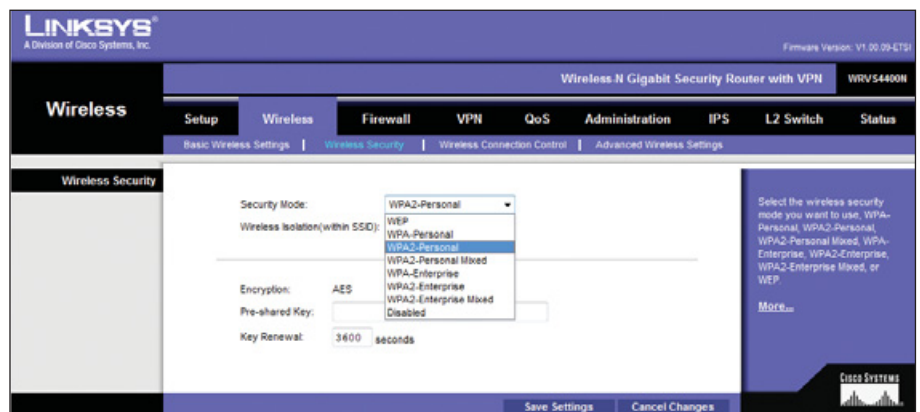 LINKSYS®
A Division of Cisco Systems, Inc.
Firmware Version: V1.00.09-ETSI
Wireless-N Gigabit Security Router with VPN WRVS4400N
Wireless
Setup Wireless Firewall VPN QoS Administration IPS L2 Switch Status
Basic Wireless Settings | Wireless Security | Wireless Connection Control | Advanced Wireless Settings
Wireless Security
Security Mode: WPA2-Personal
Wireless Isolation(within SSID):
WEP
WPA-Personal
WPA2-Personal
WPA2-Personal Mixed
WPA-Enterprise
WPA2-Enterprise
WPA2-Enterprise Mixed
Disabled
Encryption: AES
Pre-shared Key:
Key Renewal: 3600 seconds
Select the wireless security
mode you want to use, WPA-
Personal, WPA2-Personal,
WPA2-Personal Mixed, WPA-
Enterprise, WPA2-Enterprise,
WPA2-Enterprise Mixed, or
WEP.
More...
Save Settings Cancel Changes
CISCO SYSTEMS